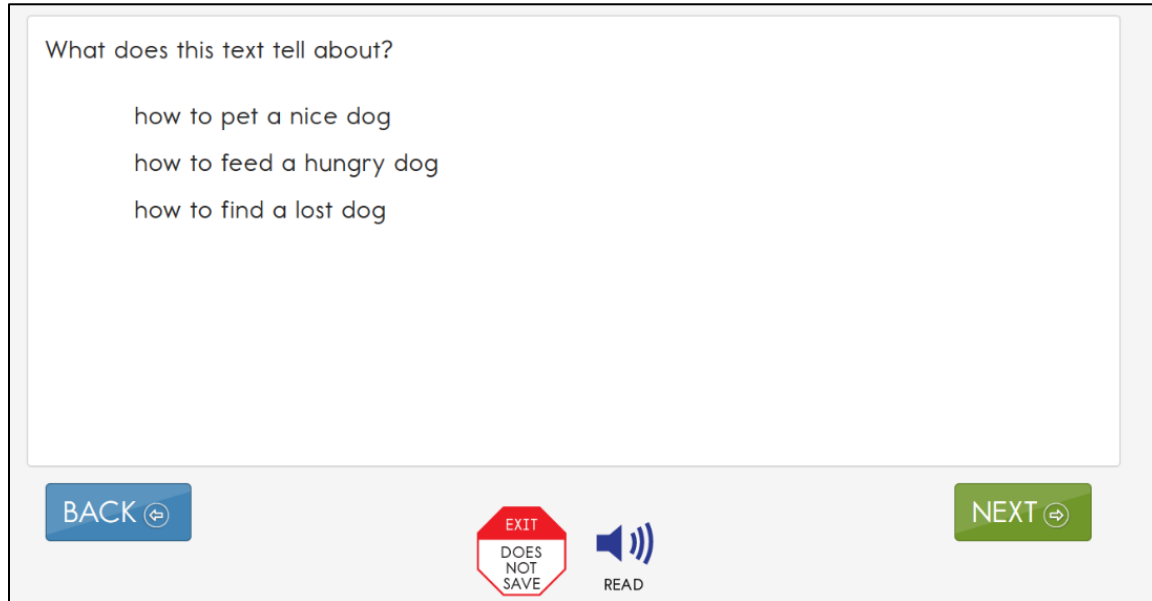 What does this text tell about?
how to pet a nice dog
how to feed a hungry dog
how to find a lost dog
BACK
NEXT
EXIT
DOES
NOT
SAVE
READ